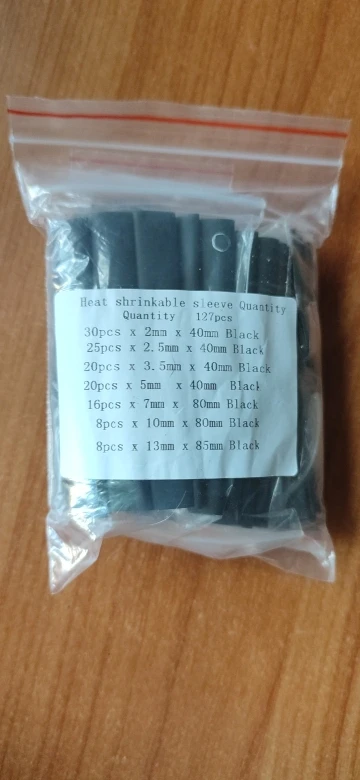 Heat shrinkable sleeve Quantity
Quantity 127pcs
30pcs x 2mm x 40mm Black
25pcs x 2.5mm x 40mm Black
20pcs x 3.5mm x 40mm Black
20pcs x 5mm x 40mm Black
16pcs x 7mm x 80mm Black
8pcs x 10mm x 80mm Black
8pcs x 13mm x 85mm Black